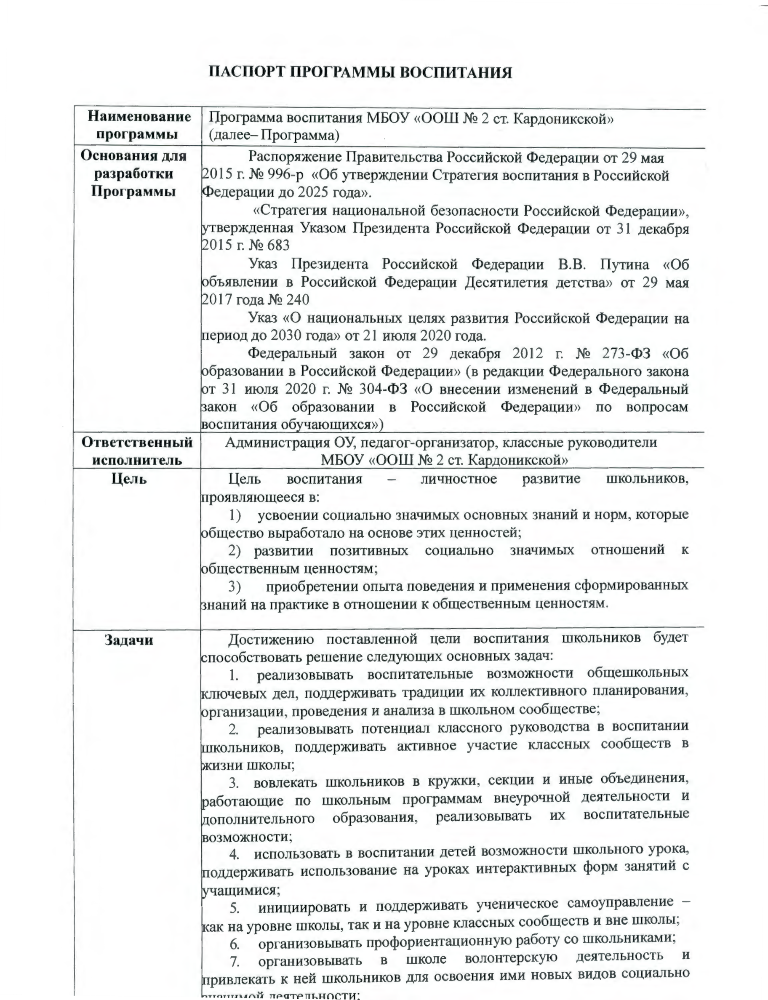 ПАСПОРТ ПРОГРАММЫ ВОСПИТАНИЯ
Наименование
программы
Программа воспитания МБОУ «ООШ № 2 ст. Кардоникской»
(далее– Программа)
Основания для
разработки
Программы
Распоряжение Правительства Российской Федерации от 29 мая
2015 г. № 996-р «Об утверждении Стратегия воспитания в Российской
Федерации до 2025 года».
«Стратегия национальной безопасности Российской Федерации»,
утвержденная Указом Президента Российской Федерации от 31 декабря
2015 г. № 683
Указ Президента Российской Федерации В.В. Путина «Об
объявлении в Российской Федерации Десятилетия детства» от 29 мая
2017 года № 240
Указ «О национальных целях развития Российской Федерации на
период до 2030 года» от 21 июля 2020 года.
Федеральный закон от 29 декабря 2012 г. № 273-ФЗ «Об
образовании в Российской Федерации» (в редакции Федерального закона
от 31 июля 2020 г. № 304-ФЗ «О внесении изменений в Федеральный
закон «Об образовании в Российской Федерации» по вопросам
воспитания обучающихся»)
Ответственный
исполнитель
Администрация ОУ, педагог-организатор, классные руководители
МБОУ «ООШ № 2 ст. Кардоникской»
Цель
Цель воспитания – личностное развитие школьников,
проявляющееся в:
1) усвоении социально значимых основных знаний и норм, которые
общество выработало на основе этих ценностей;
2) развитии позитивных социально значимых отношений к
общественным ценностям;
3) приобретении опыта поведения и применения сформированных
знаний на практике в отношении к общественным ценностям.
Задачи
Достижению поставленной цели воспитания школьников будет
способствовать решение следующих основных задач:
1. реализовывать воспитательные возможности общешкольных
ключевых дел, поддерживать традиции их коллективного планирования,
организации, проведения и анализа в школьном сообществе;
2. реализовывать потенциал классного руководства в воспитании
школьников, поддерживать активное участие классных сообществ в
жизни школы;
3. вовлекать школьников в кружки, секции и иные объединения,
работающие по школьным программам внеурочной деятельности и
дополнительного образования, реализовывать их воспитательные
возможности;
4. использовать в воспитании детей возможности школьного урока,
поддерживать использование на уроках интерактивных форм занятий с
учащимися;
5. инициировать и поддерживать ученическое самоуправление –
как на уровне школы, так и на уровне классных сообществ и вне школы;
6. организовывать профориентационную работу со школьниками;
7. организовывать в школе волонтерскую деятельность и
привлекать к ней школьников для освоения ими новых видов социально
значимой деятельности;